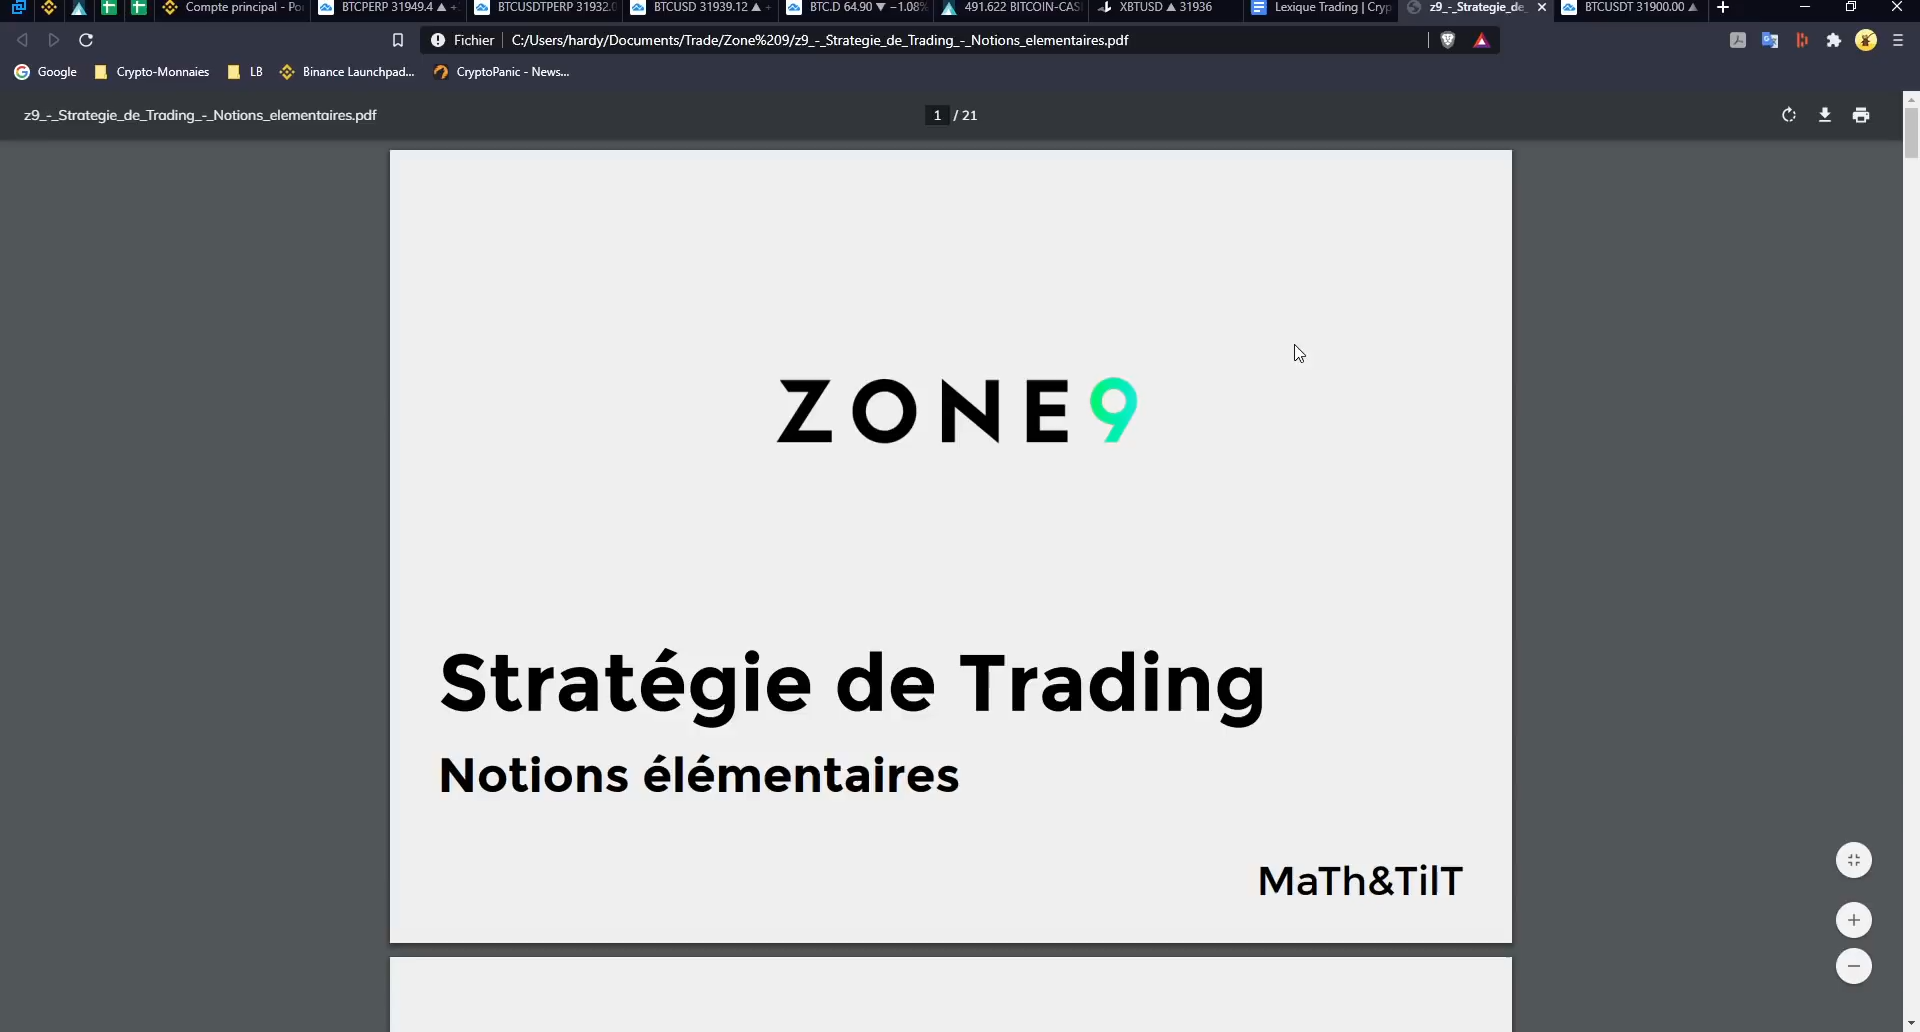 Compte principal - Po
BTCPERP 31949.4 ▲ +
BTCUSDTPERP 31932.0
BTCUSD 31939.12 ▲ +
BTC.D 64.90 ▼ −1.08%
491.622 BITCOIN-CAS
XBTUSD ▲ 31936
Lexique Trading | Cryp
z9_-_Strategie_de_
BTCUSDT 31900.00 ▲
Fichier
C:/Users/hardy/Documents/Trade/Zone%209/z9_-_Strategie_de_Trading_-_Notions_elementaires.pdf
Google
Crypto-Monnaies
LB
Binance Launchpad...
CryptoPanic - News...
z9_-_Strategie_de_Trading_-_Notions_elementaires.pdf
1 / 21
ZONE9
Stratégie de Trading
Notions élémentaires
MaTh&TilT